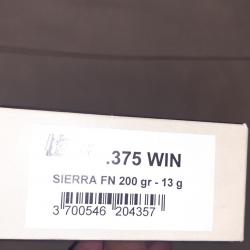 .375 WIN
SIERRA FN 200 gr - 13 g
3 700546 204357